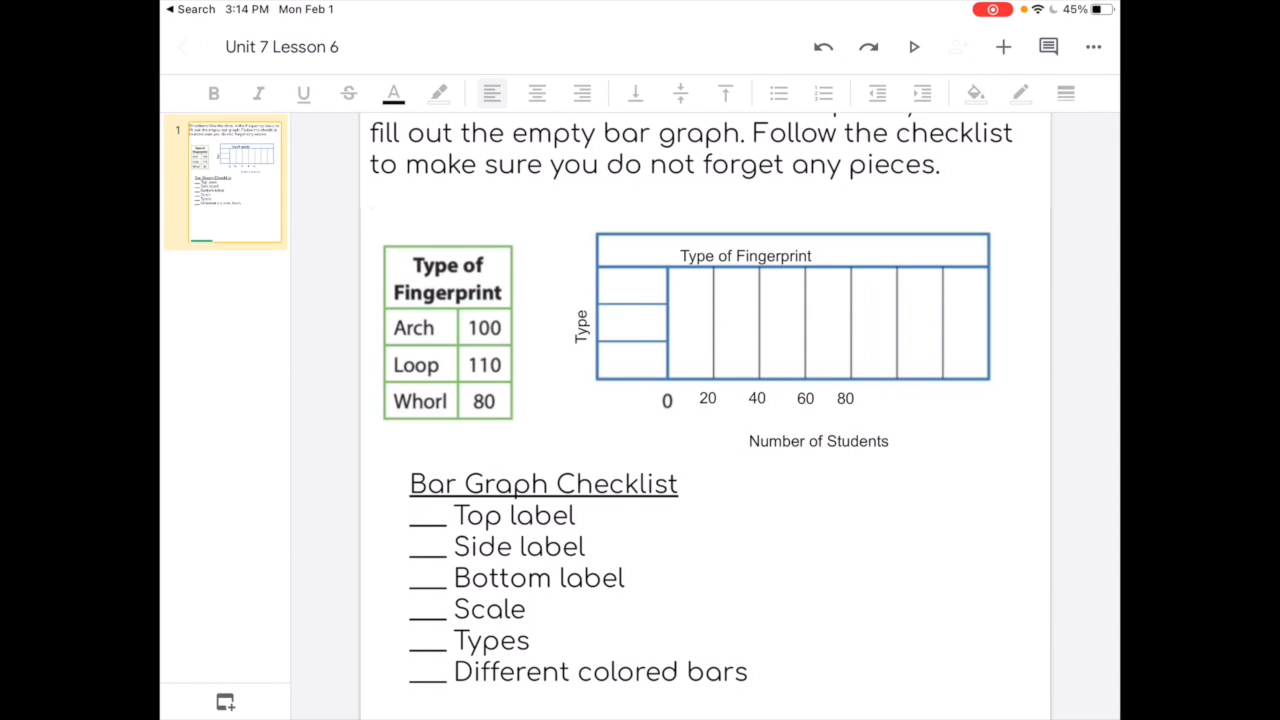 Search 3:14 PM Mon Feb 1 45%
Unit 7 Lesson 6
B I U S A
1
fill out the empty bar graph. Follow the checklist
to make sure you do not forget any pieces.
Type of
Fingerprint
Arch 100
Loop 110
Whorl 80
Type of Fingerprint
Type
0 20 40 60 80
Number of Students
Bar Graph Checklist
___ Top label
___ Side label
___ Bottom label
___ Scale
___ Types
___ Different colored bars